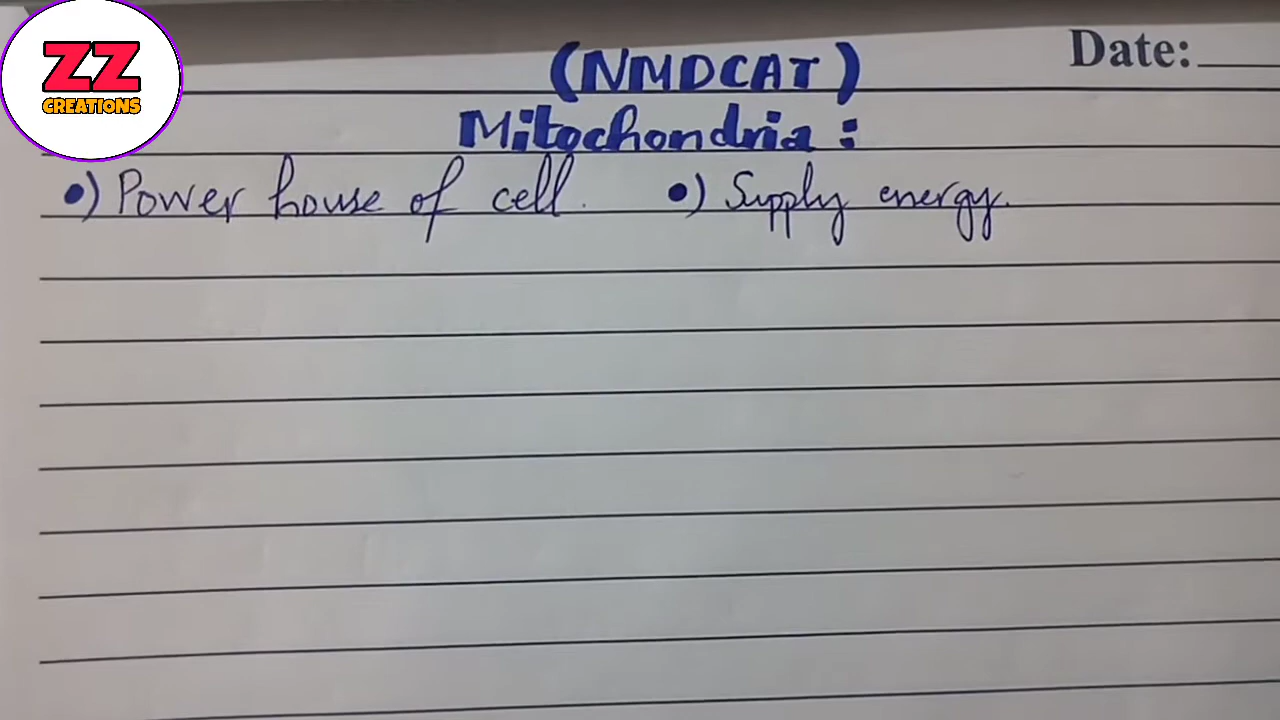 ZZ
CREATIONS
Date:
(NMDCAT)
Mitochondria :
•) Power house of cell. •) Supply energy.